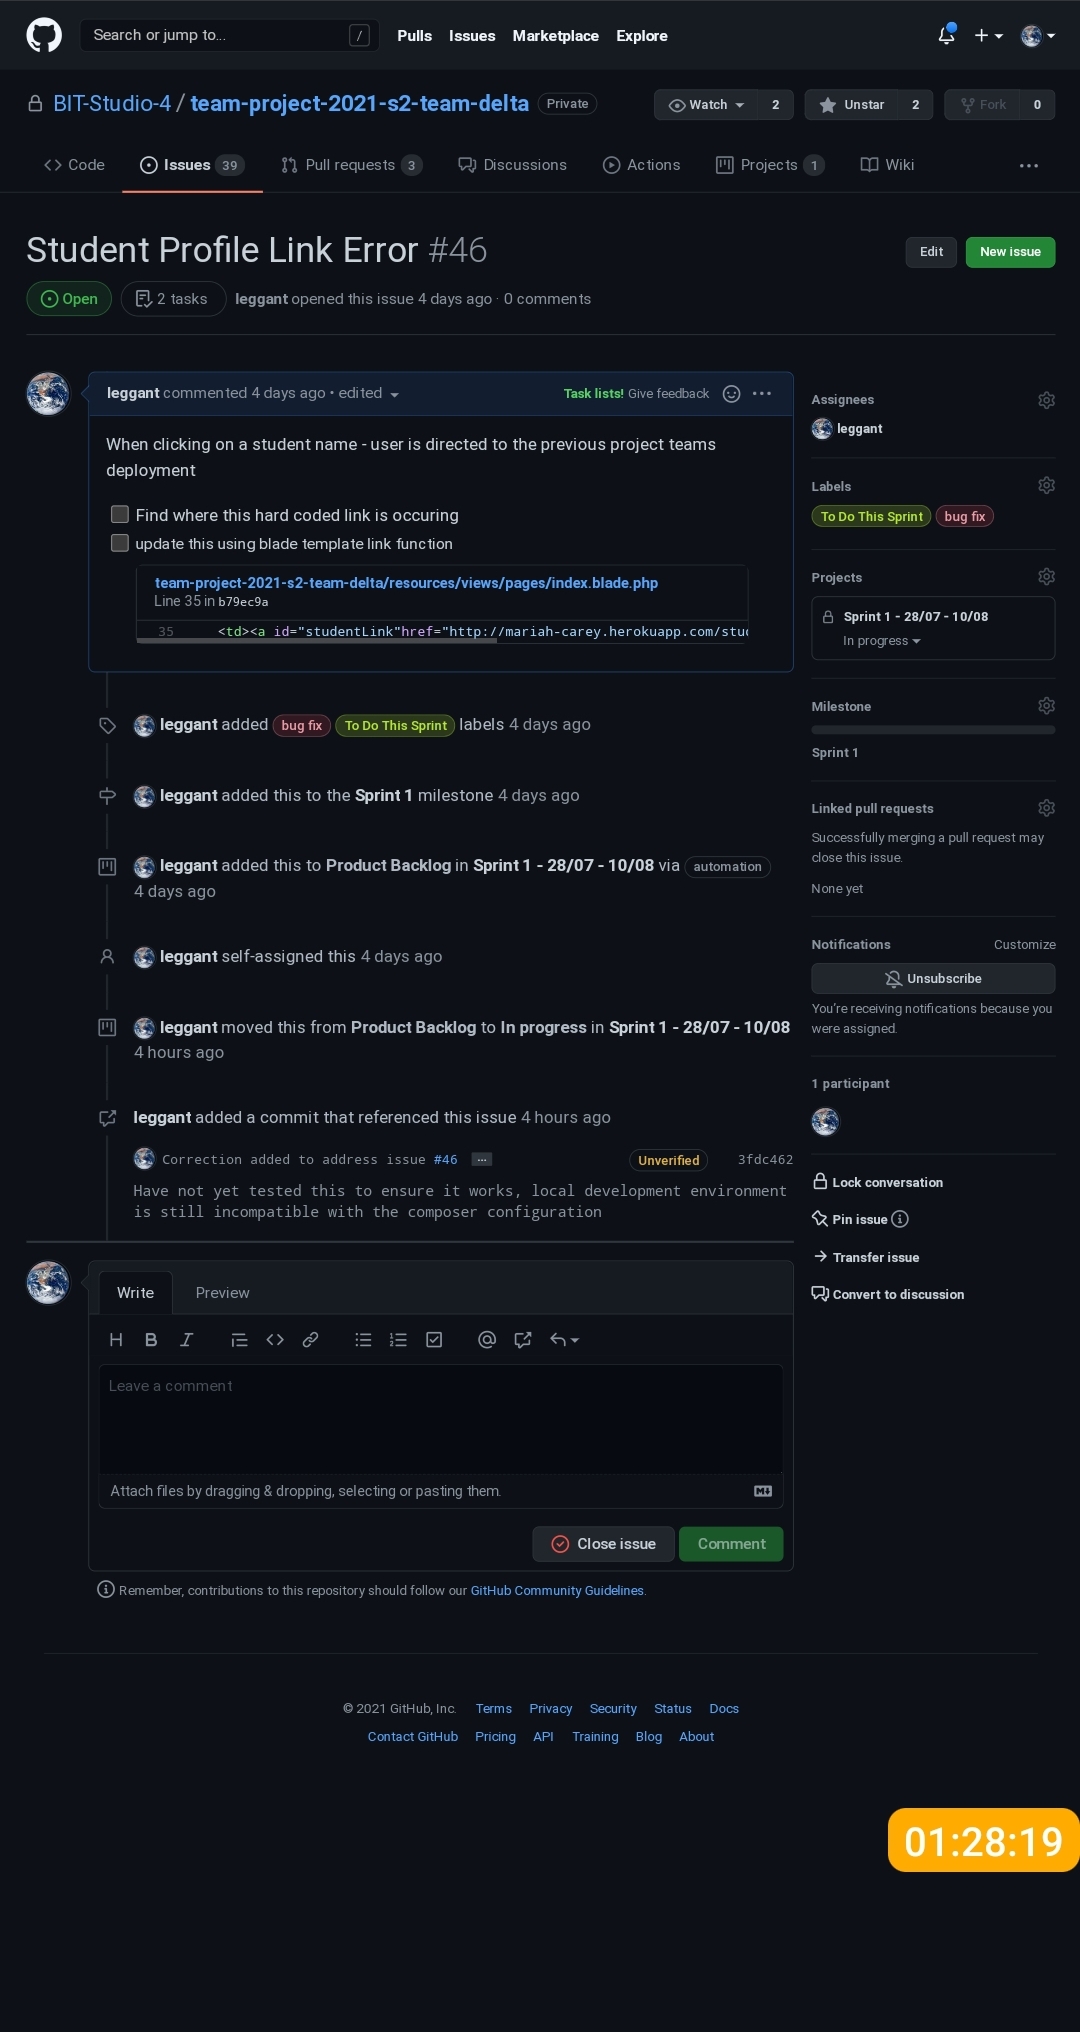 Search or jump to... /
Pulls Issues Marketplace Explore
BIT-Studio-4 / team-project-2021-s2-team-delta Private
Watch 2 Unstar 2 Fork 0
Code Issues 39 Pull requests 3 Discussions Actions Projects 1 Wiki ...
Student Profile Link Error #46
Edit New issue
Open 2 tasks leggant opened this issue 4 days ago · 0 comments
leggant commented 4 days ago • edited Task lists! Give feedback ...
When clicking on a student name - user is directed to the previous project teams
deployment
Find where this hard coded link is occuring
update this using blade template link function
team-project-2021-s2-team-delta/resources/views/pages/index.blade.php
Line 35 in b79ec9a
35 <td><a id="studentLink"href="http://mariah-carey.herokuapp.com/stud
leggant added bug fix To Do This Sprint labels 4 days ago
leggant added this to the Sprint 1 milestone 4 days ago
leggant added this to Product Backlog in Sprint 1 - 28/07 - 10/08 via automation
4 days ago
leggant self-assigned this 4 days ago
leggant moved this from Product Backlog to In progress in Sprint 1 - 28/07 - 10/08
4 hours ago
leggant added a commit that referenced this issue 4 hours ago
Correction added to address issue #46 ... Unverified 3fdc462
Have not yet tested this to ensure it works, local development environment
is still incompatible with the composer configuration
Write Preview
Leave a comment
Attach files by dragging & dropping, selecting or pasting them.
Close issue Comment
Remember, contributions to this repository should follow our GitHub Community Guidelines.
Assignees
leggant
Labels
To Do This Sprint bug fix
Projects
Sprint 1 - 28/07 - 10/08
In progress
Milestone
Sprint 1
Linked pull requests
Successfully merging a pull request may
close this issue.
None yet
Notifications Customize
Unsubscribe
You're receiving notifications because you
were assigned.
1 participant
Lock conversation
Pin issue
Transfer issue
Convert to discussion
© 2021 GitHub, Inc. Terms Privacy Security Status Docs
Contact GitHub Pricing API Training Blog About
01:28:19